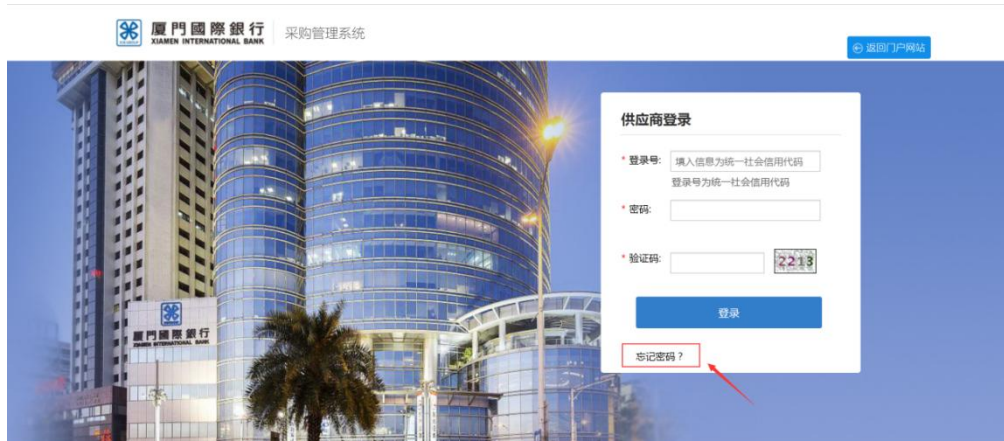 厦門國際銀行
XIAMEN INTERNATIONAL BANK
采购管理系统
返回门户网站
供应商登录
* 登录号: 填入信息为统一社会信用代码
登录号为统一社会信用代码
* 密码:
* 验证码: 2213
登录
忘记密码？
厦門國際銀行
XIAMEN INTERNATIONAL BANK